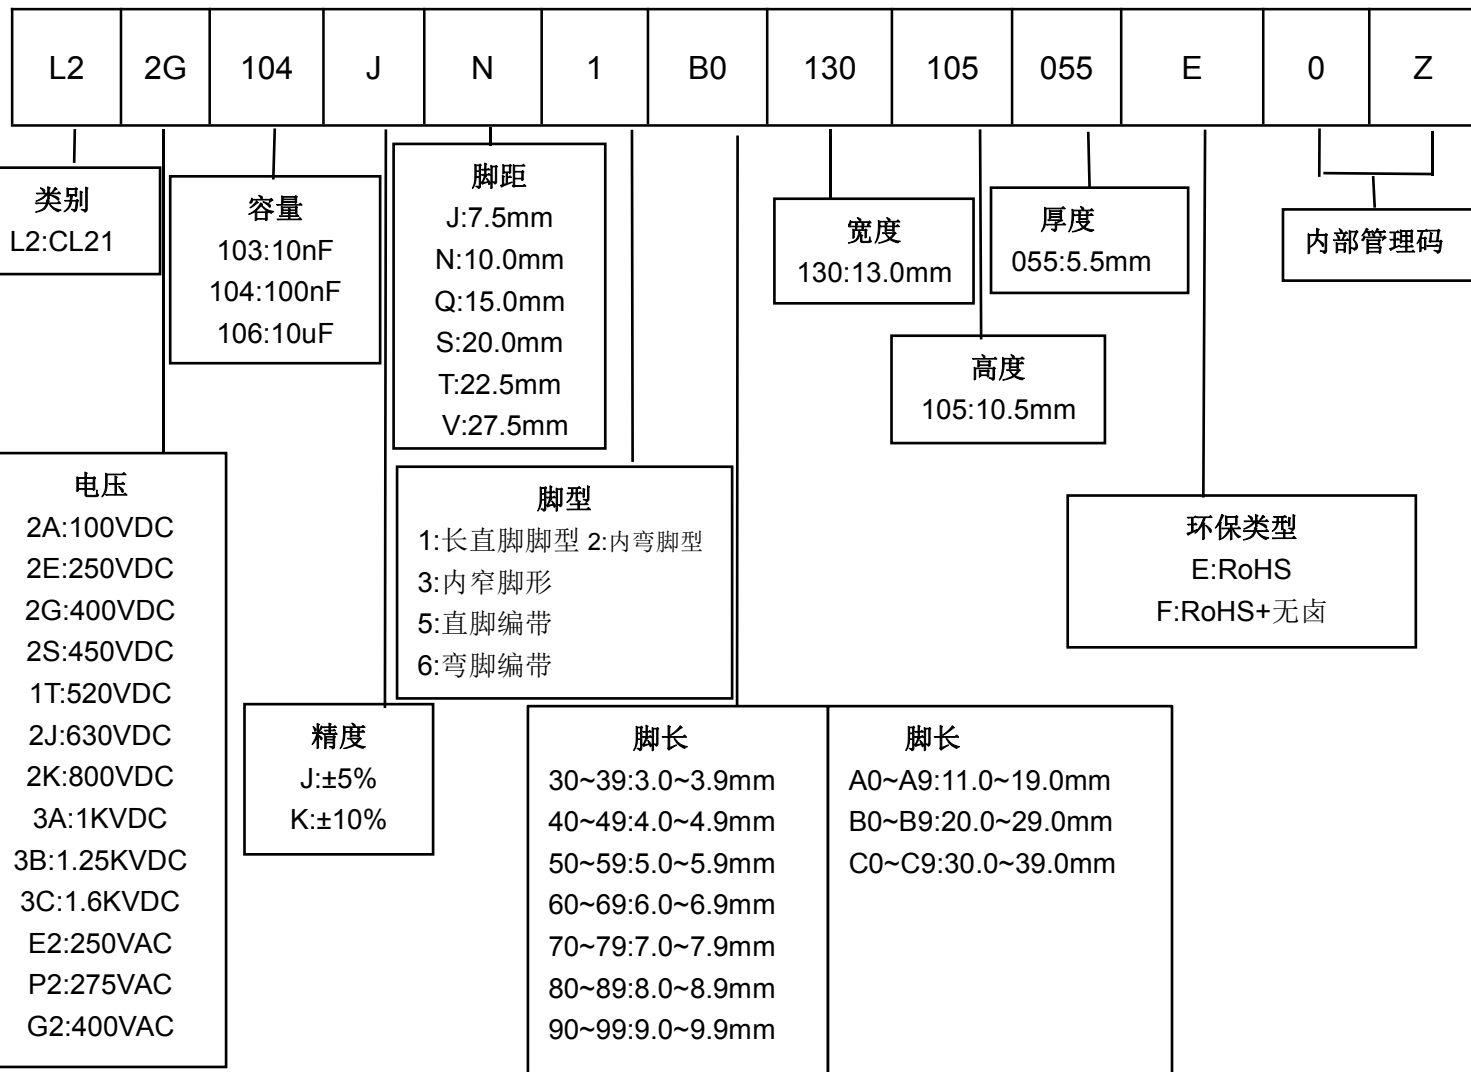 L2 2G 104 J N 1 B0 130 105 055 E 0 Z
类别
L2:CL21
容量
103:10nF
104:100nF
106:10uF
脚距
J:7.5mm
N:10.0mm
Q:15.0mm
S:20.0mm
T:22.5mm
V:27.5mm
宽度
130:13.0mm
厚度
055:5.5mm
内部管理码
高度
105:10.5mm
电压
2A:100VDC
2E:250VDC
2G:400VDC
2S:450VDC
1T:520VDC
2J:630VDC
2K:800VDC
3A:1KVDC
3B:1.25KVDC
3C:1.6KVDC
E2:250VAC
P2:275VAC
G2:400VAC
脚型
1:长直脚脚型 2:内弯脚型
3:内窄脚形
5:直脚编带
6:弯脚编带
环保类型
E:RoHS
F:RoHS+无卤
精度
J:±5%
K:±10%
脚长
30~39:3.0~3.9mm
40~49:4.0~4.9mm
50~59:5.0~5.9mm
60~69:6.0~6.9mm
70~79:7.0~7.9mm
80~89:8.0~8.9mm
90~99:9.0~9.9mm
脚长
A0~A9:11.0~19.0mm
B0~B9:20.0~29.0mm
C0~C9:30.0~39.0mm